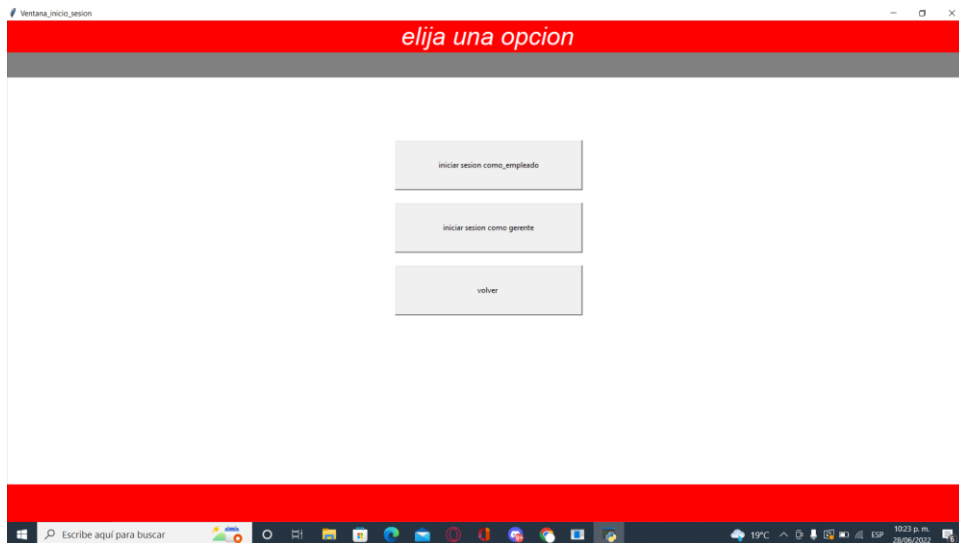 Ventana_inicio_sesion
elija una opcion
iniciar sesion como_empleado
iniciar sesion como gerente
volver
Escribe aquí para buscar
19°C
ESP
10:23 p. m.
28/06/2022